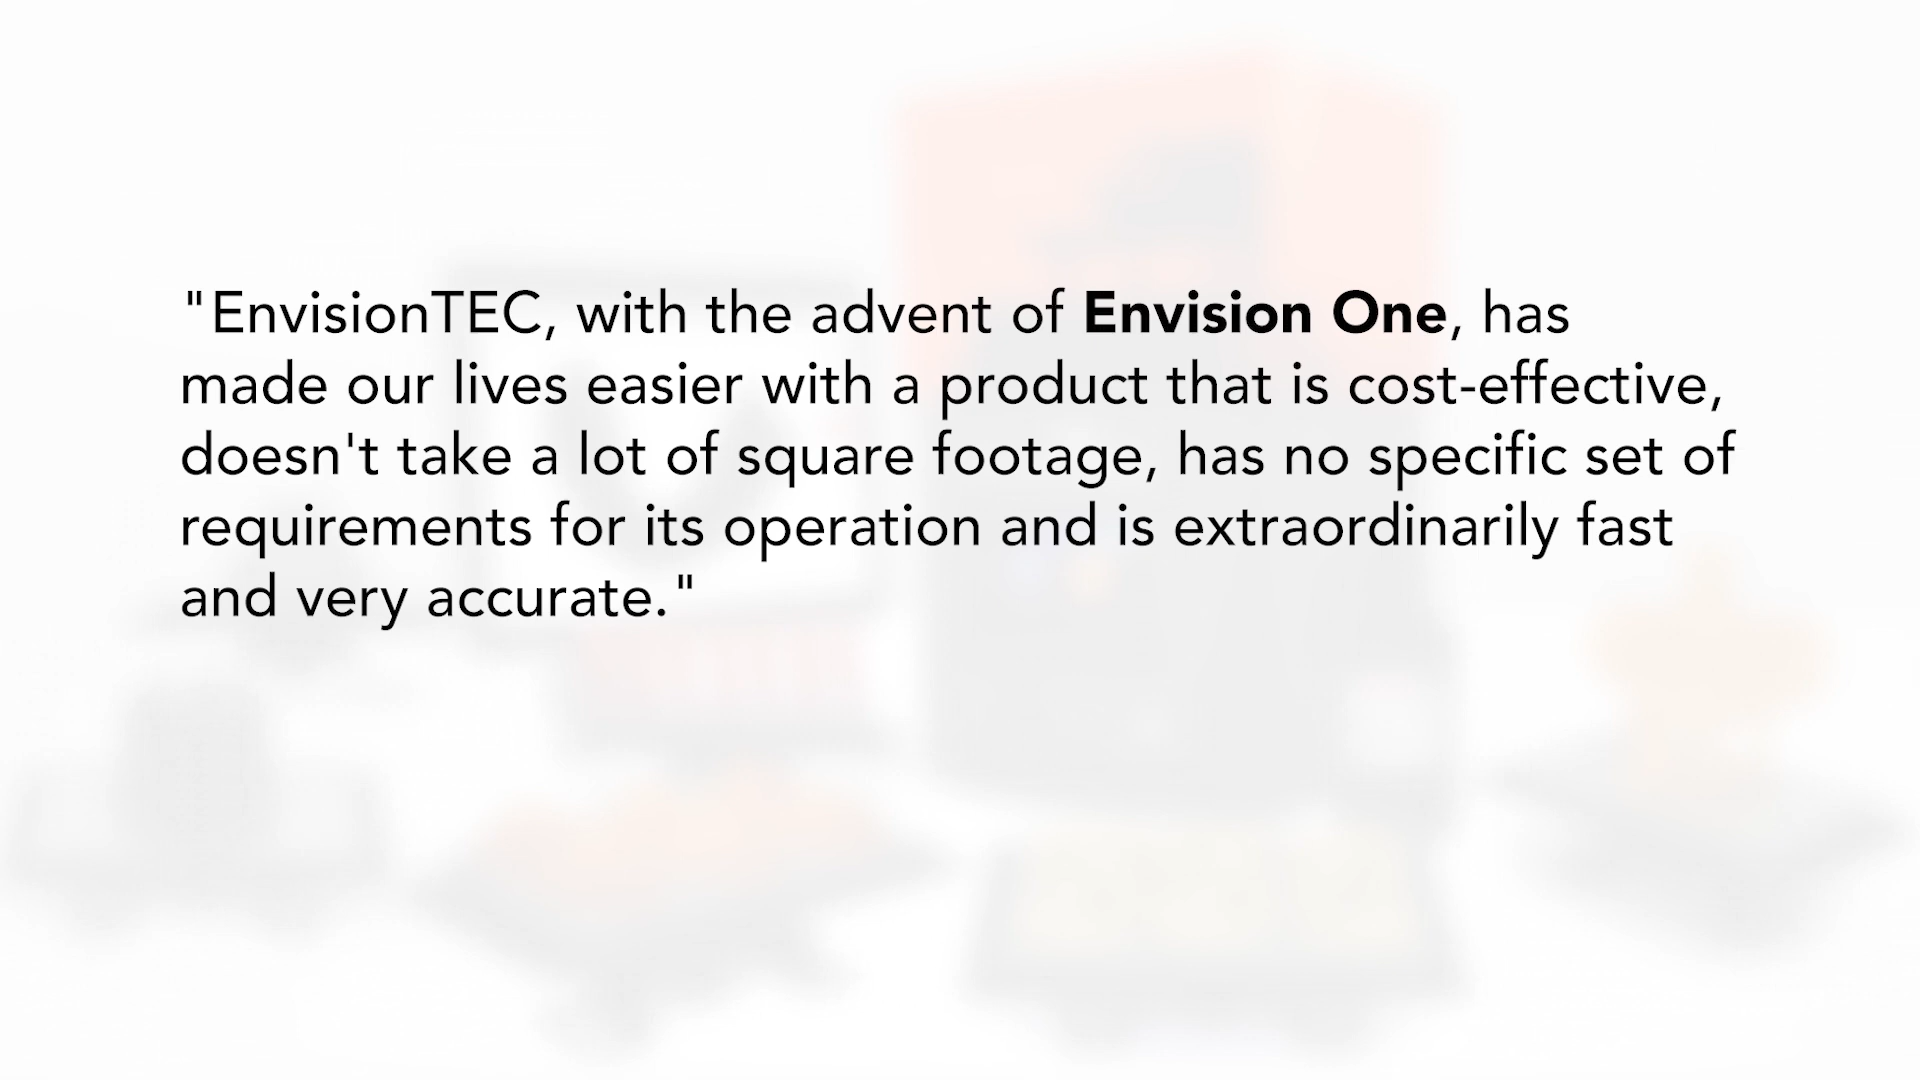 "EnvisionTEC, with the advent of Envision One, has
made our lives easier with a product that is cost-effective,
doesn't take a lot of square footage, has no specific set of
requirements for its operation and is extraordinarily fast
and very accurate."